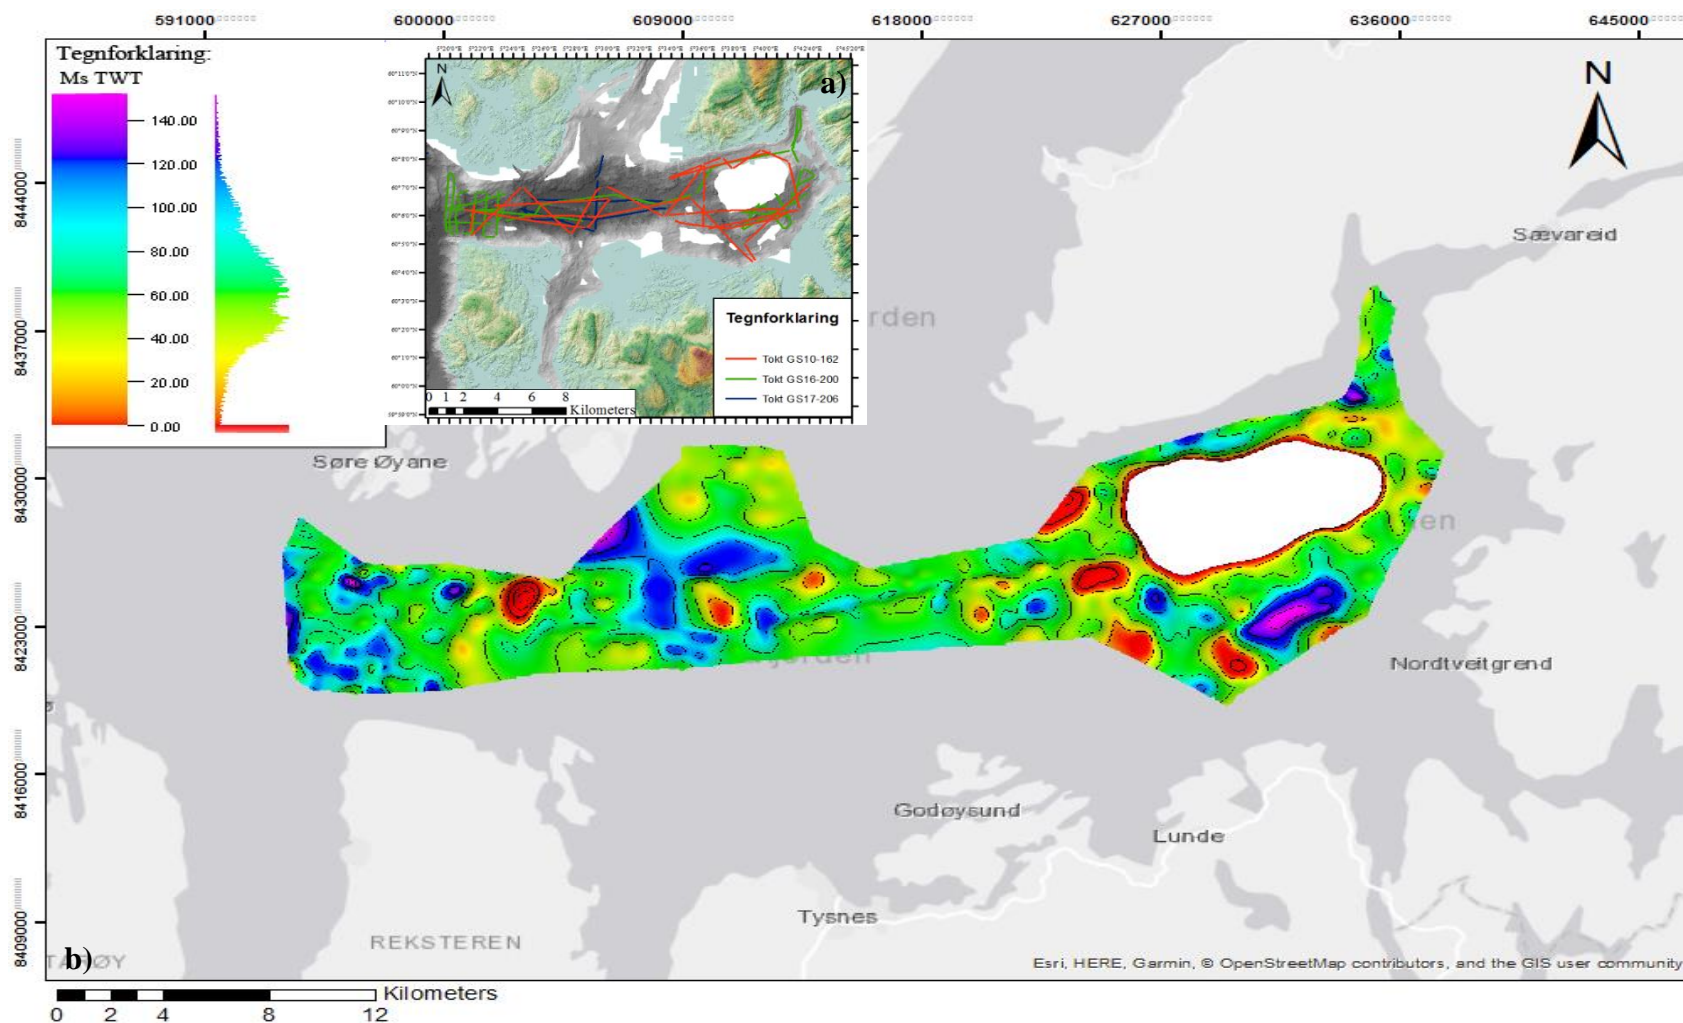 591000
600000
609000
618000
627000
636000
645000
Tegnforklaring:
Ms TWT
140.00
120.00
100.00
80.00
60.00
40.00
20.00
0.00
N
a)
Tegnforklaring
Tokt GS10-162
Tokt GS16-200
Tokt GS17-206
0 1 2 4 6 8
Kilometers
N
8444000
8437000
8430000
8423000
8416000
8409000
Sævareid
rden
Søre Øyane
en
jorden
Nordtveitgrend
Godøysund
Lunde
Tysnes
REKSTEREN
b)
Esri, HERE, Garmin, © OpenStreetMap contributors, and the GIS user community
Kilometers
0 2 4 8 12